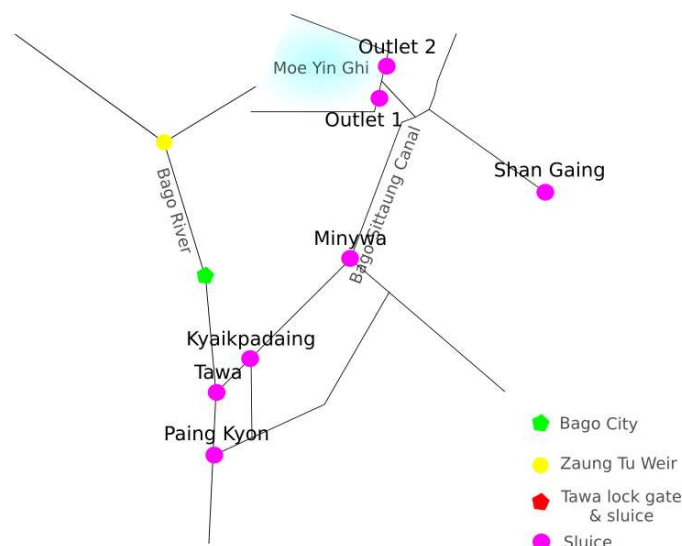 Outlet 2
Moe Yin Ghi
Outlet 1
Shan Gaing
Bago River
Bago Sittaung Canal
Minywa
Kyaikpadaing
Tawa
Paing Kyon
Bago City
Zaung Tu Weir
Tawa lock gate
& sluice
Sluice